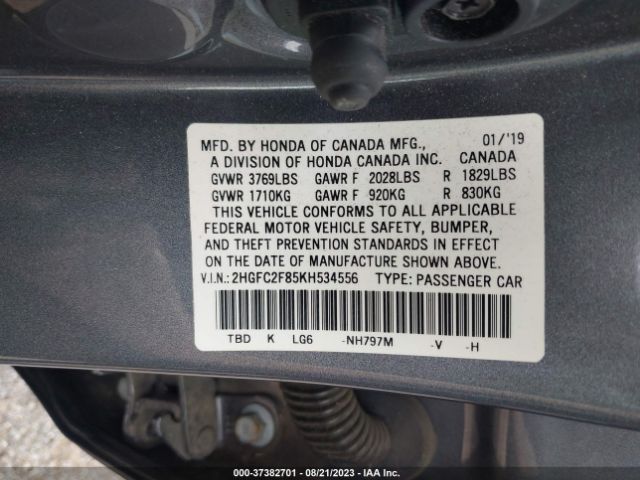 MFD. BY HONDA OF CANADA MFG., 01/'19
A DIVISION OF HONDA CANADA INC. CANADA
GVWR 3769LBS GAWR F 2028LBS R 1829LBS
GVWR 1710KG GAWR F 920KG R 830KG
THIS VEHICLE CONFORMS TO ALL APPLICABLE
FEDERAL MOTOR VEHICLE SAFETY, BUMPER,
AND THEFT PREVENTION STANDARDS IN EFFECT
ON THE DATE OF MANUFACTURE SHOWN ABOVE.
V.I.N.: 2HGFC2F85KH534556 TYPE: PASSENGER CAR
TBD K LG6 -NH797M -V -H
000-37382701 - 08/21/2023 - IAA Inc.